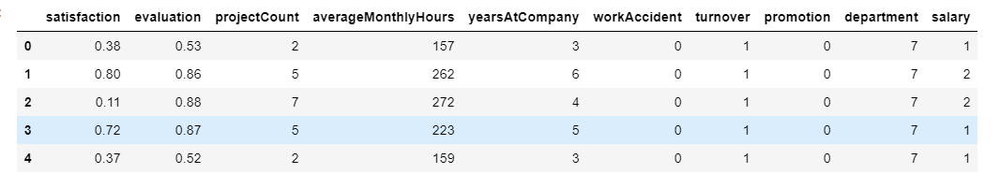 satisfaction evaluation projectCount averageMonthlyHours yearsAtCompany workAccident turnover promotion department salary
0 0.38 0.53 2 157 3 0 1 0 7 1
1 0.80 0.86 5 262 6 0 1 0 7 2
2 0.11 0.88 7 272 4 0 1 0 7 2
3 0.72 0.87 5 223 5 0 1 0 7 1
4 0.37 0.52 2 159 3 0 1 0 7 1